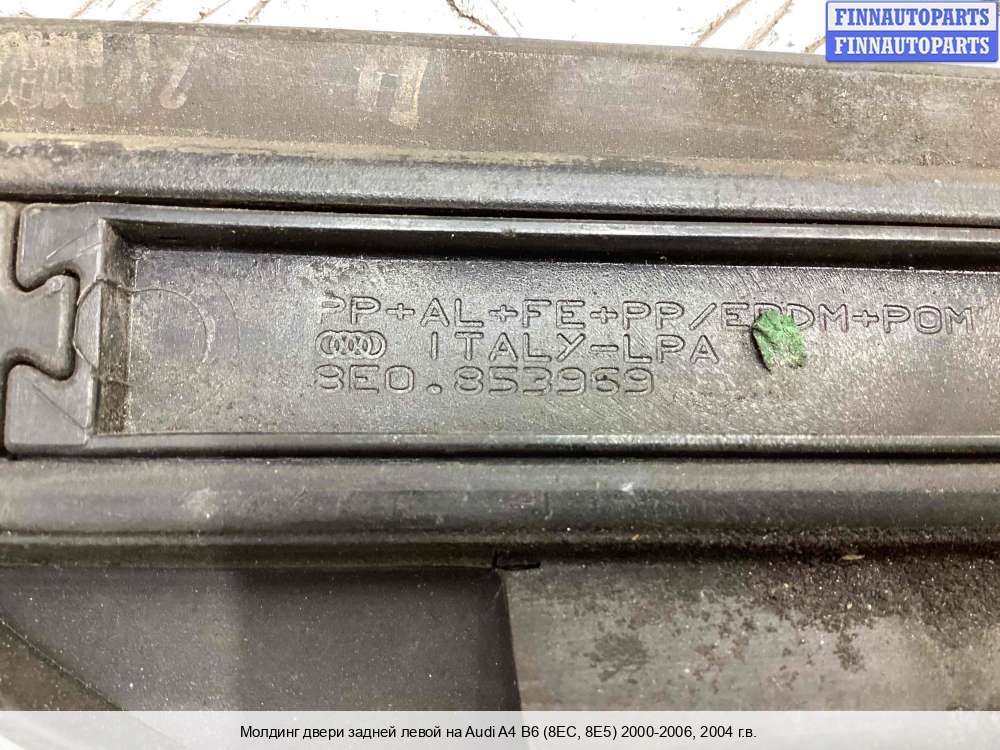 FINNAUTOPARTS
FINNAUTOPARTS
PP+AL+FE+PP/EPDM+POM
ITALY-LPA
8E0.853969
Молдинг двери задней левой на Audi A4 B6 (8EC, 8E5) 2000-2006, 2004 г.в.